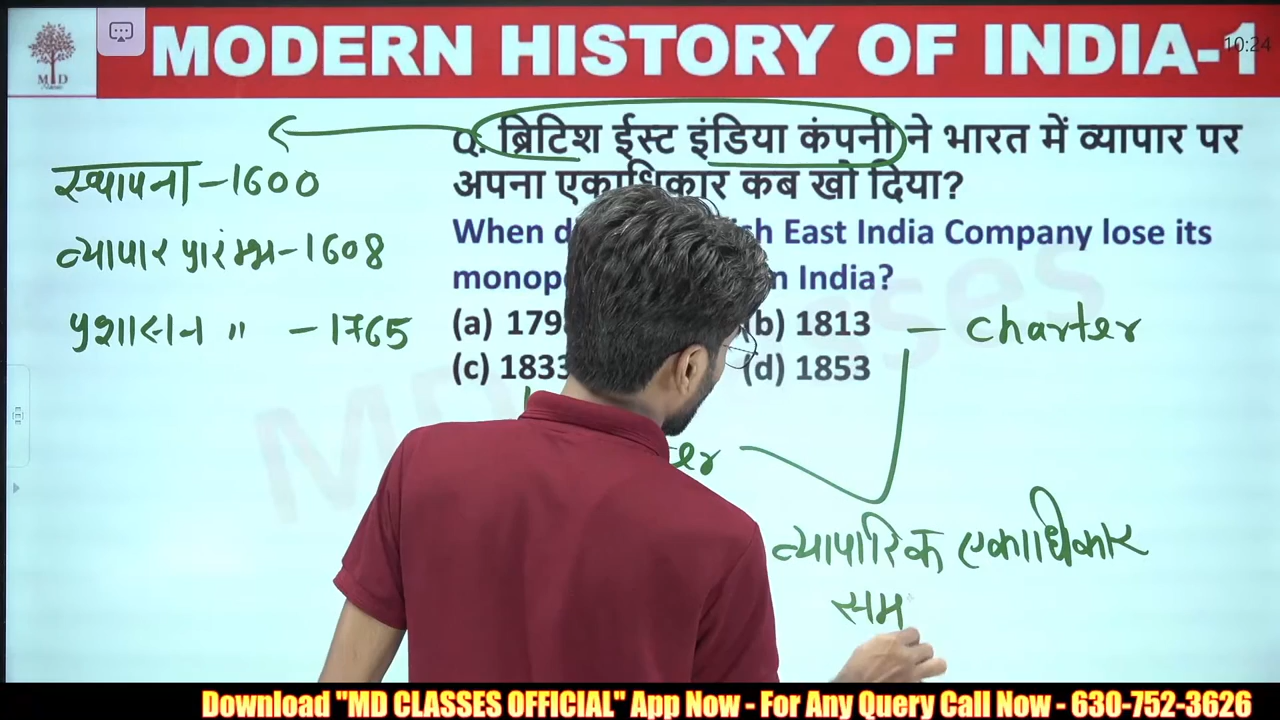 MODERN HISTORY OF INDIA-1
10:24
MD
Q. ब्रिटिश ईस्ट इंडिया कंपनी ने भारत में व्यापार पर
अपना एकाधिकार कब खो दिया?
When East India Company lose its
India?
(a) (b) 1813 – Charter
(c) 1833 (d) 1853
स्थापना – 1600
व्यापार प्रारम्भ – 1608
प्रशासन " – 1765
व्यापारिक एकाधिकार
सम
MD Classes
Download "MD CLASSES OFFICIAL" App Now - For Any Query Call Now - 630-752-3626